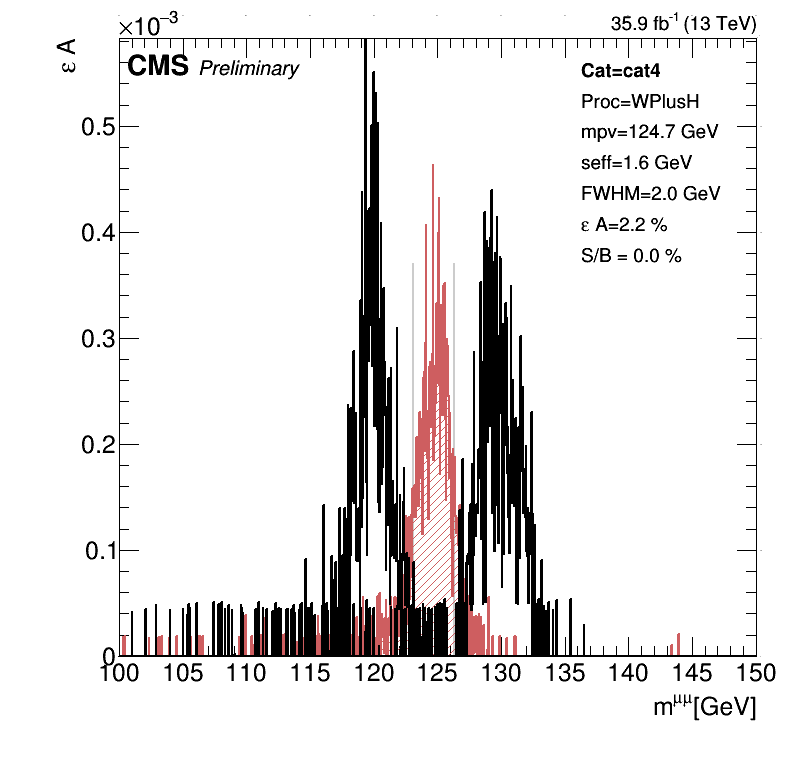 ×10⁻³
35.9 fb⁻¹ (13 TeV)
ε A
CMS Preliminary
Cat=cat4
Proc=WPlusH
mpv=124.7 GeV
seff=1.6 GeV
FWHM=2.0 GeV
ε A=2.2 %
S/B = 0.0 %
0.5
0.4
0.3
0.2
0.1
0
100 105 110 115 120 125 130 135 140 145 150
m^μμ[GeV]